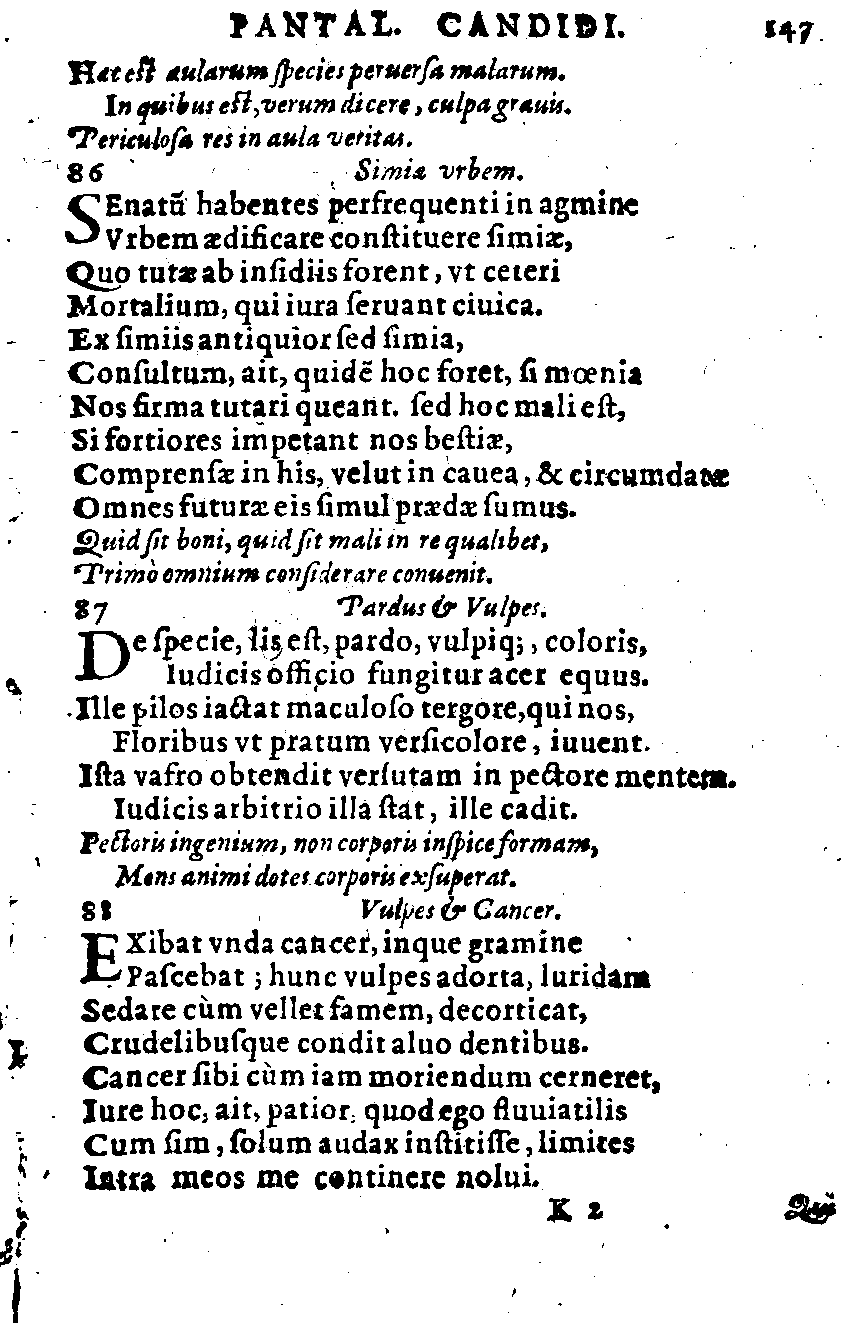 PANTAL. CANDIDI. 147.
Hæc est aularum species peruersa malarum.
In quibus est, verum dicere, culpa grauis.
Periculosa res in aula veritas.
86 Simiæ vrbem.
SEnatũ habentes perfrequenti in agmine
Vrbem ædificare constituere simiæ,
Quo tutæ ab insidiis forent, vt ceteri
Mortalium, qui iura seruant ciuica.
Ex simiis antiquior sed simia,
Consultum, ait, quidẽ hoc foret, si mœnia
Nos firma tutari queant. sed hoc mali est,
Si fortiores impetant nos bestiæ,
Comprensæ in his, velut in cauea, & circumdatæ
Omnes futuræ eis simul prædæ sumus.
Quid sit boni, quid sit mali in re qualibet,
Primò omnium considerare conuenit.
87 Pardus & Vulpes.
De specie, lis est, pardo, vulpiq;, coloris,
Iudicis officio fungitur acer equus.
Ille pilos iactat maculoso tergore, qui nos,
Floribus vt pratum versicolore, iuuent.
Ista vafro obtendit versutam in pectore mentem.
Iudicis arbitrio illa stat, ille cadit.
Pectoris ingenium, non corporis inspice formam,
Mens animi dotes corporis exsuperat.
88 Vulpes & Cancer.
EXibat vnda cancer, inque gramine
Pascebat; hunc vulpes adorta, luridam
Sedare cùm vellet famem, decorticat,
Crudelibusque condit aluo dentibus.
Cancer sibi cùm iam moriendum cerneret,
Iure hoc, ait, patior, quod ego fluuiatilis
Cum sim, solum audax institisse, limites
Intra meos me continere nolui.
K 2